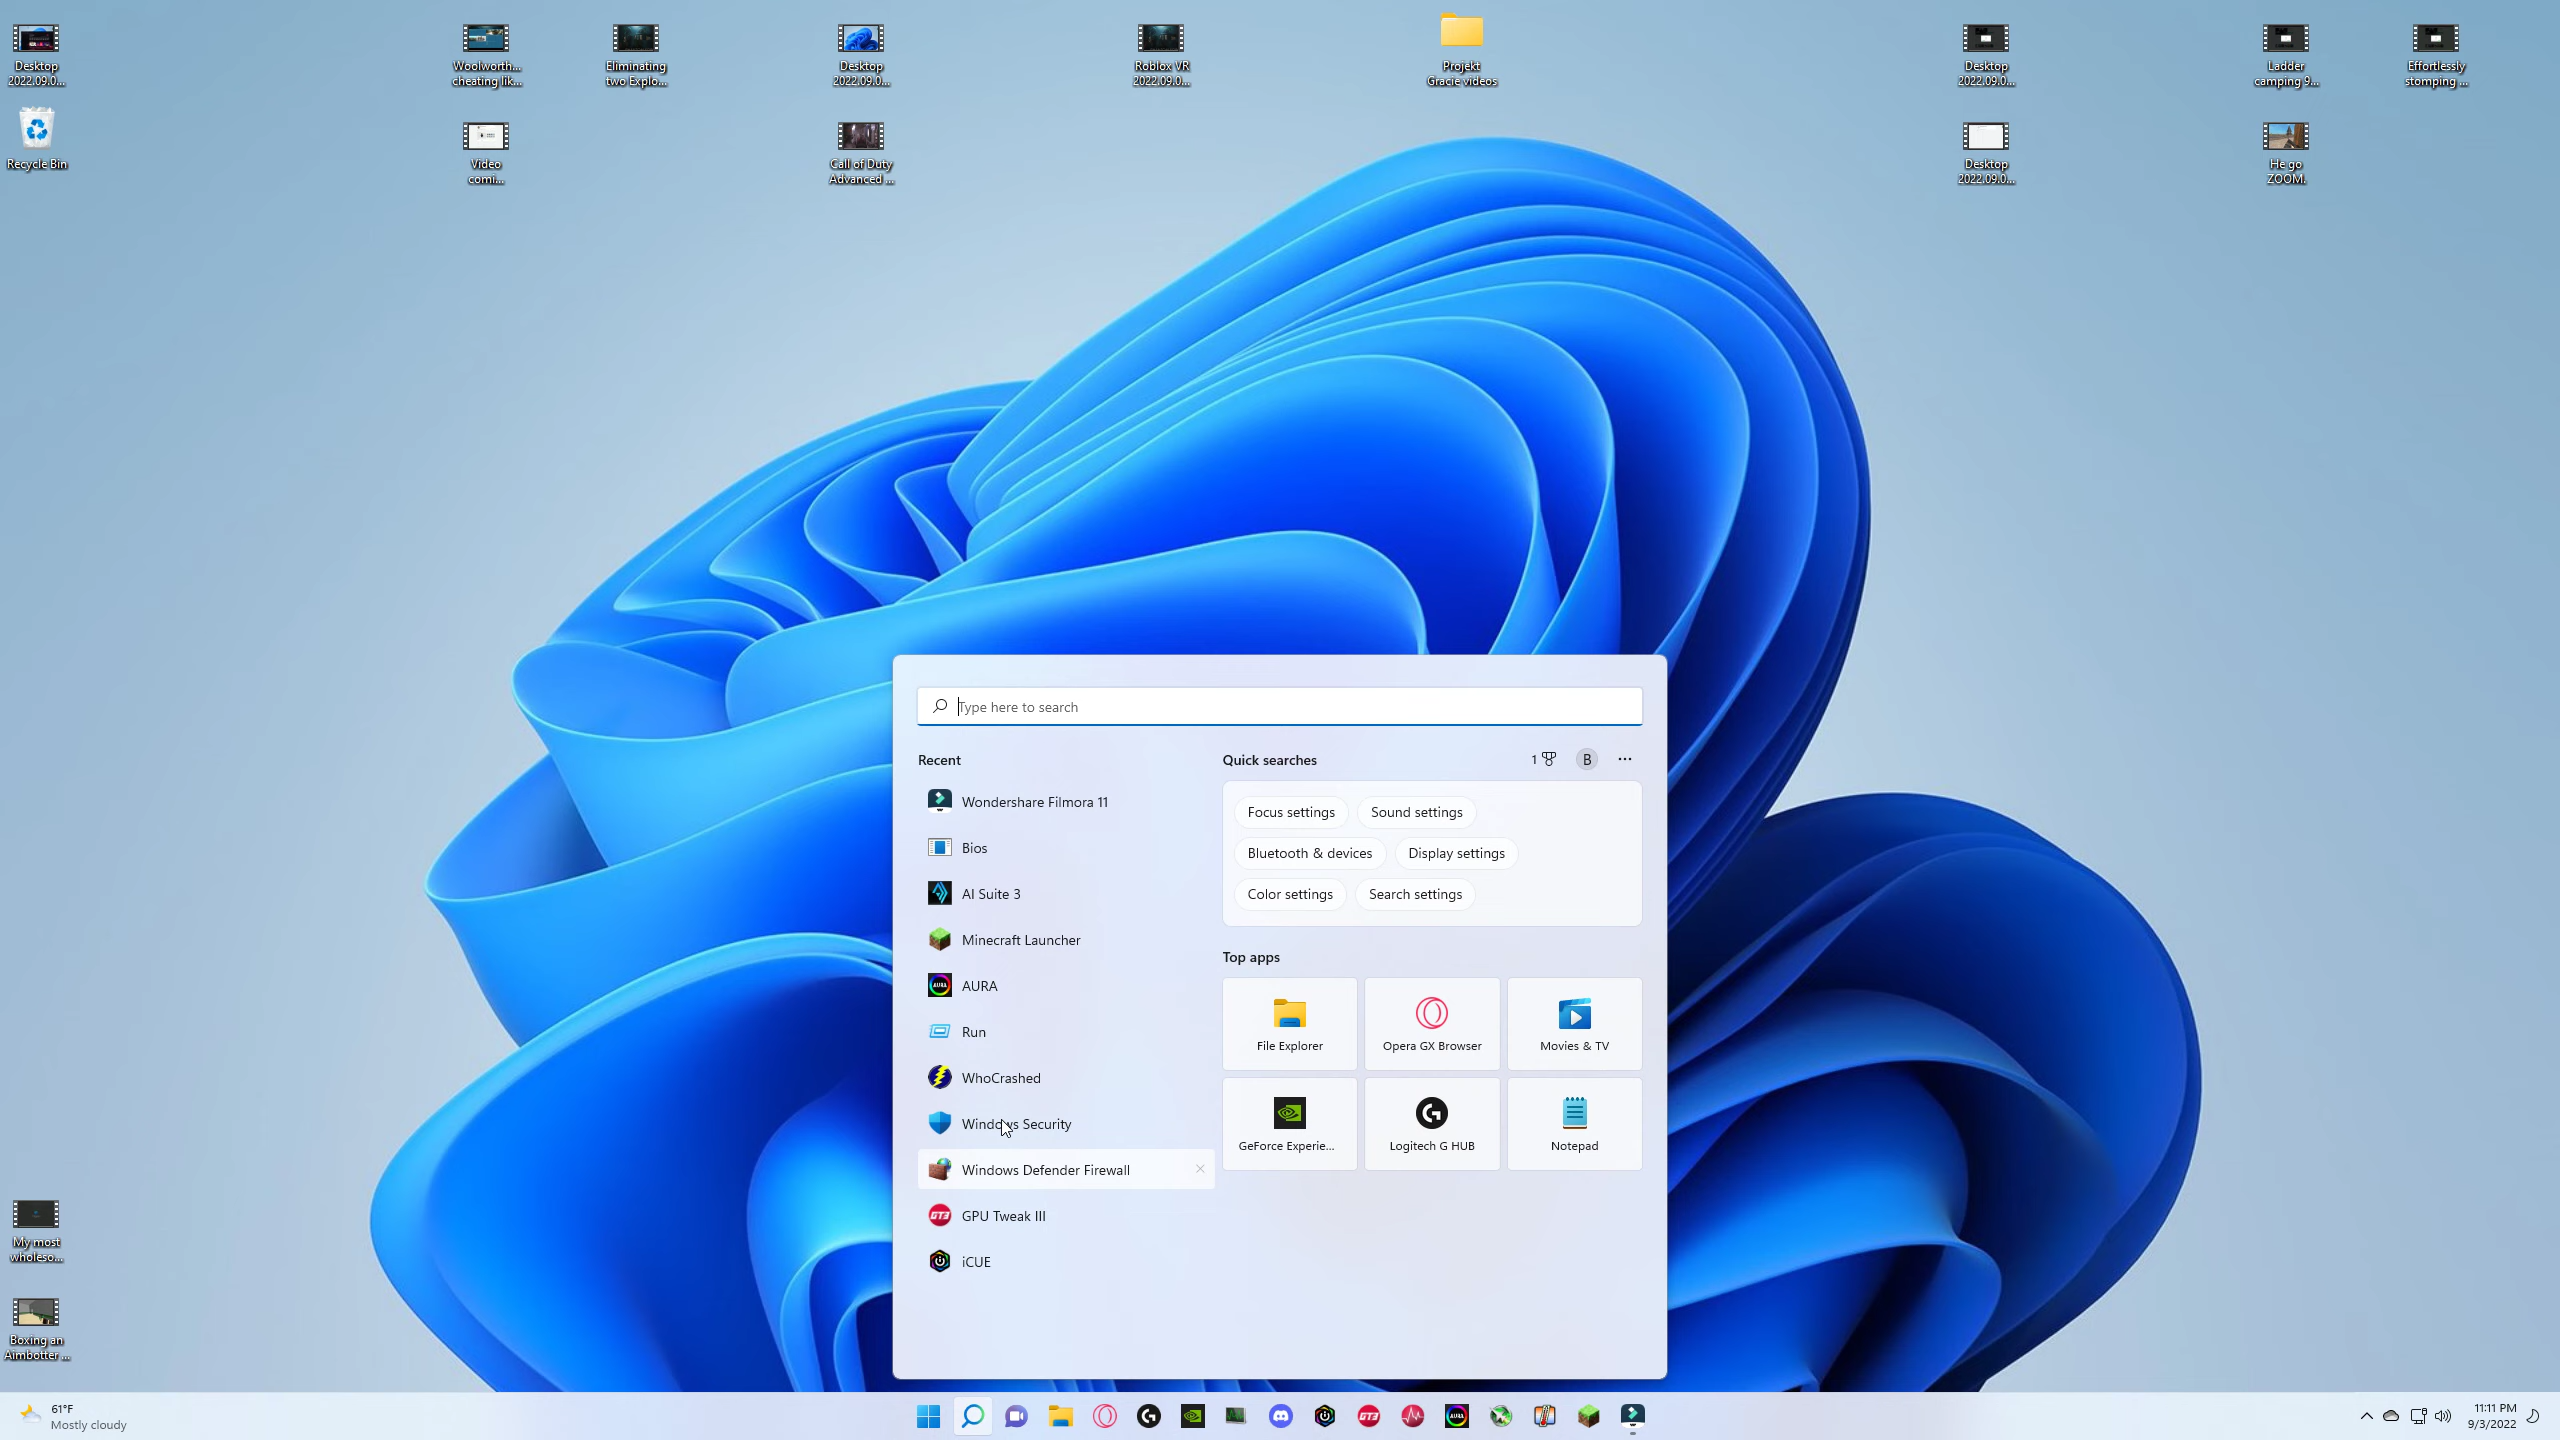 Desktop
2022.09.0...
Woolworth...
cheating lik...
Eliminating
two Explo...
Desktop
2022.09.0...
Roblox VR
2022.09.0...
Projekt
Gracie videos
Desktop
2022.09.0...
Ladder
camping 9...
Effortlessly
stomping ...
Recycle Bin
Video
comi...
Call of Duty
Advanced ...
Desktop
2022.09.0...
He go
ZOOM.
My most
wholeso...
Boxing an
Aimbotter ...
Type here to search
Recent
Wondershare Filmora 11
Bios
AI Suite 3
Minecraft Launcher
AURA
AURA
Run
WhoCrashed
Windows Security
Windows Defender Firewall
GT3
GPU Tweak III
iCUE
Quick searches
1
B
Focus settings
Sound settings
Bluetooth & devices
Display settings
Color settings
Search settings
Top apps
File Explorer
Opera GX Browser
Movies & TV
GeForce Experie...
Logitech G HUB
Notepad
61°F
Mostly cloudy
GT3
AURA
11:11 PM
9/3/2022